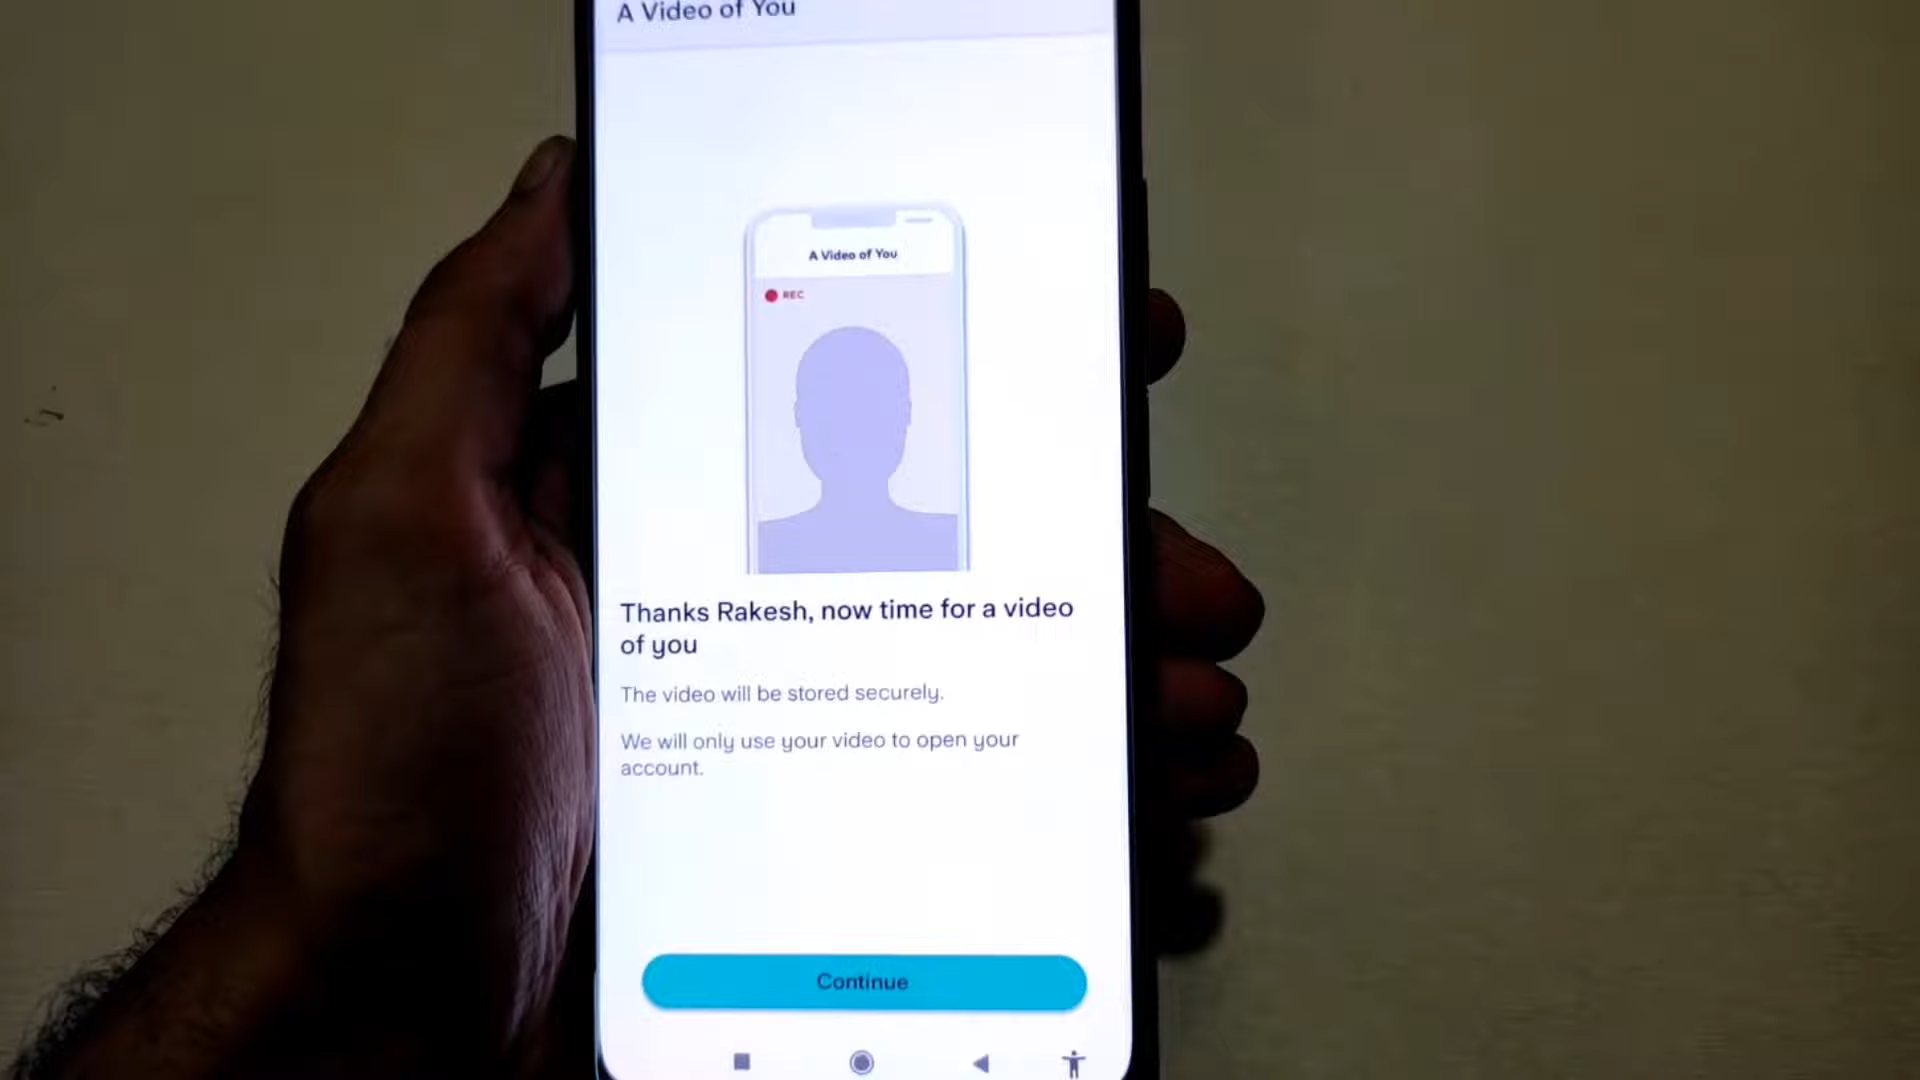 A Video of You
A Video of You
REC
Thanks Rakesh, now time for a video
of you
The video will be stored securely.
We will only use your video to open your
account.
Continue